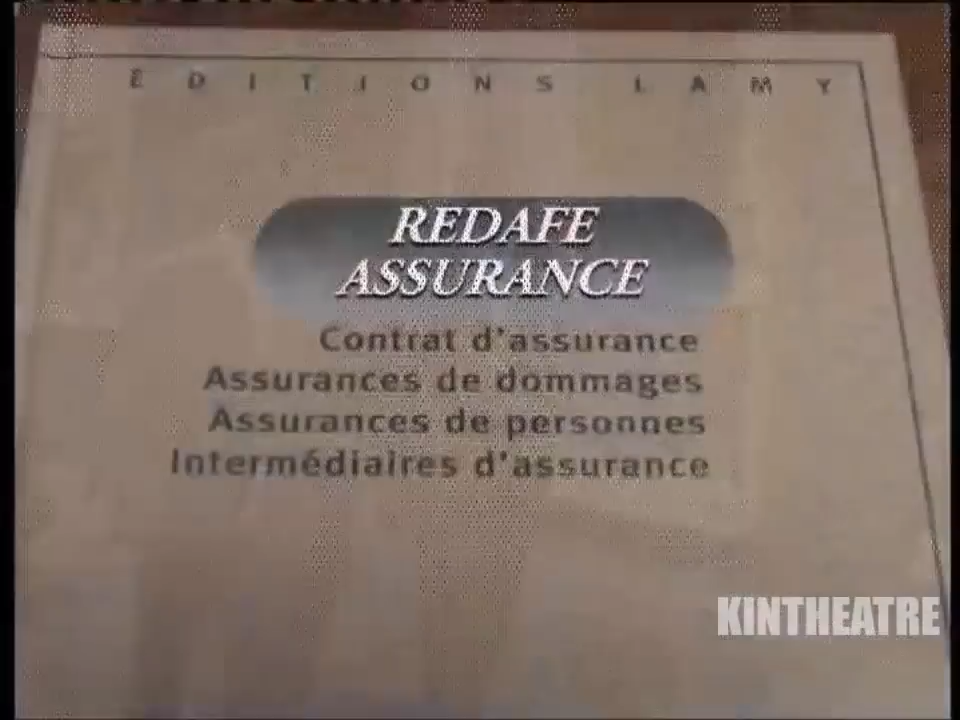 ÉDITIONS LAMY
REDAFE
ASSURANCE
Contrat d'assurance
Assurances de dommages
Assurances de personnes
Intermédiaires d'assurance
KINTHEATRE